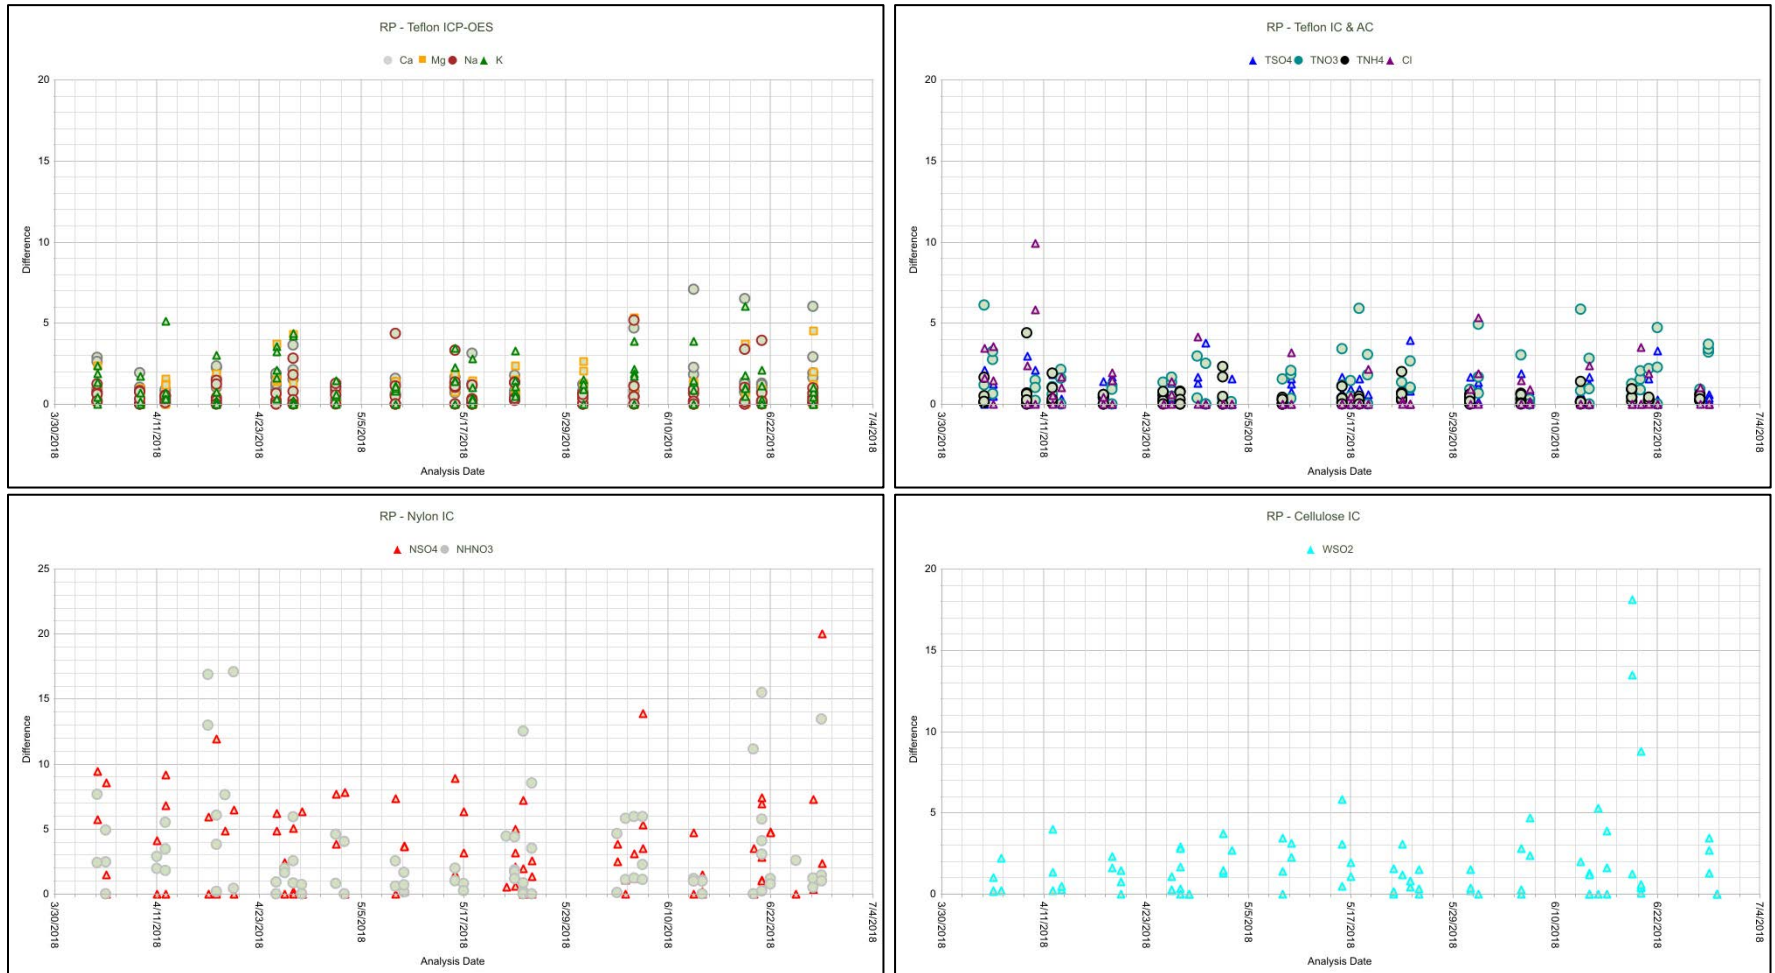 RP - Teflon ICP-OES
Ca Mg Na K
20
15
10
5
0
Difference
3/30/2018 4/11/2018 4/23/2018 5/5/2018 5/17/2018 5/29/2018 6/10/2018 6/22/2018 7/4/2018
Analysis Date
RP - Teflon IC & AC
TSO4 TNO3 TNH4 Cl
20
15
10
5
0
Difference
3/30/2018 4/11/2018 4/23/2018 5/5/2018 5/17/2018 5/29/2018 6/10/2018 6/22/2018 7/4/2018
Analysis Date
RP - Nylon IC
NSO4 NHNO3
25
20
15
10
5
0
Difference
3/30/2018 4/11/2018 4/23/2018 5/5/2018 5/17/2018 5/29/2018 6/10/2018 6/22/2018 7/4/2018
Analysis Date
RP - Cellulose IC
WSO2
20
15
10
5
0
Difference
3/30/2018 4/11/2018 4/23/2018 5/5/2018 5/17/2018 5/29/2018 6/10/2018 6/22/2018 7/4/2018
Analysis Date